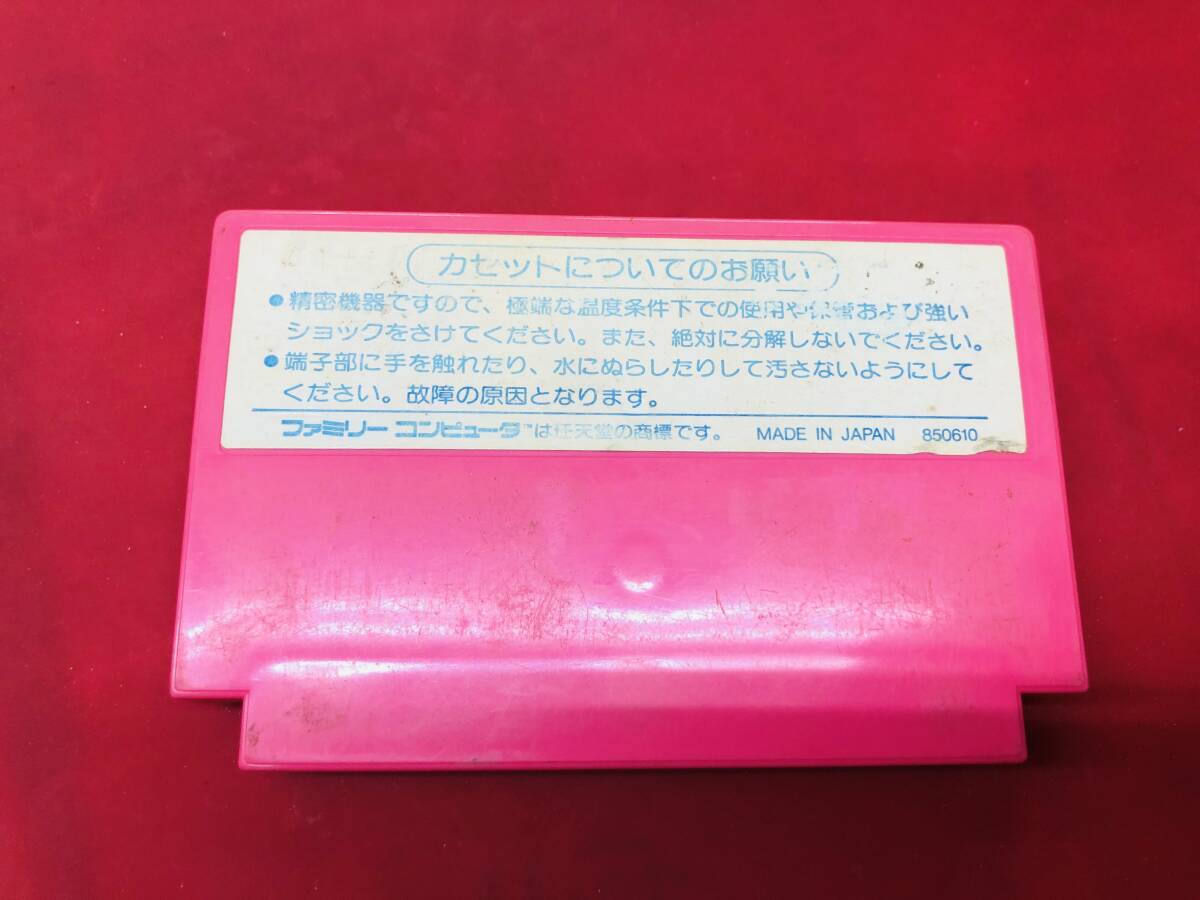 カセットについてのお願い
●精密機器ですので、極端な温度条件下での使用や保管および強い
ショックをさけてください。また、絶対に分解しないでください。
●端子部に手を触れたり、水にぬらしたりして汚さないようにして
ください。故障の原因となります。
ファミリー コンピュータ™は任天堂の商標です。 MADE IN JAPAN 850610